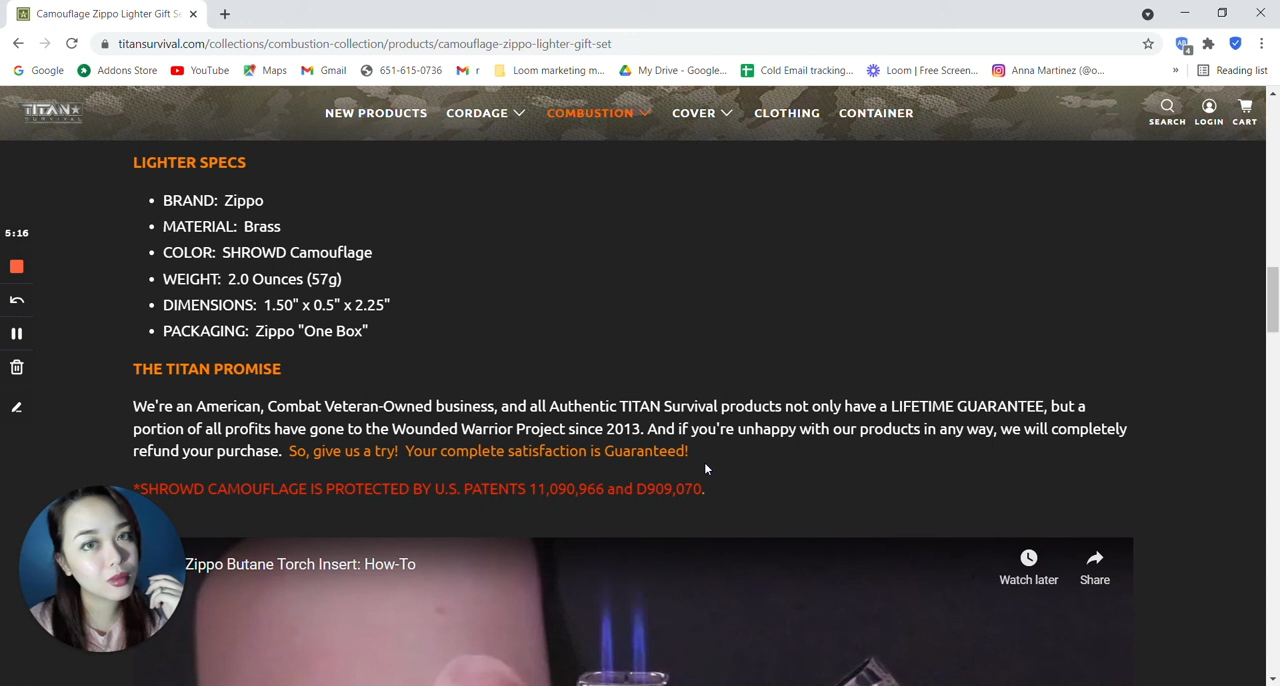 Camouflage Zippo Lighter Gift Se
titansurvival.com/collections/combustion-collection/products/camouflage-zippo-lighter-gift-set
4
Google Addons Store YouTube Maps Gmail 651-615-0736 r Loom marketing m... My Drive - Google... Cold Email tracking... Loom | Free Screen... Anna Martinez (@o... » Reading list
TITAN
SURVIVAL
NEW PRODUCTS CORDAGE COMBUSTION COVER CLOTHING CONTAINER
SEARCH LOGIN CART
LIGHTER SPECS
• BRAND: Zippo
• MATERIAL: Brass
• COLOR: SHROWD Camouflage
• WEIGHT: 2.0 Ounces (57g)
• DIMENSIONS: 1.50" x 0.5" x 2.25"
• PACKAGING: Zippo "One Box"
5:16
THE TITAN PROMISE
We're an American, Combat Veteran-Owned business, and all Authentic TITAN Survival products not only have a LIFETIME GUARANTEE, but a
portion of all profits have gone to the Wounded Warrior Project since 2013. And if you're unhappy with our products in any way, we will completely
refund your purchase. So, give us a try! Your complete satisfaction is Guaranteed!
*SHROWD CAMOUFLAGE IS PROTECTED BY U.S. PATENTS 11,090,966 and D909,070.
Zippo Butane Torch Insert: How-To
Watch later Share